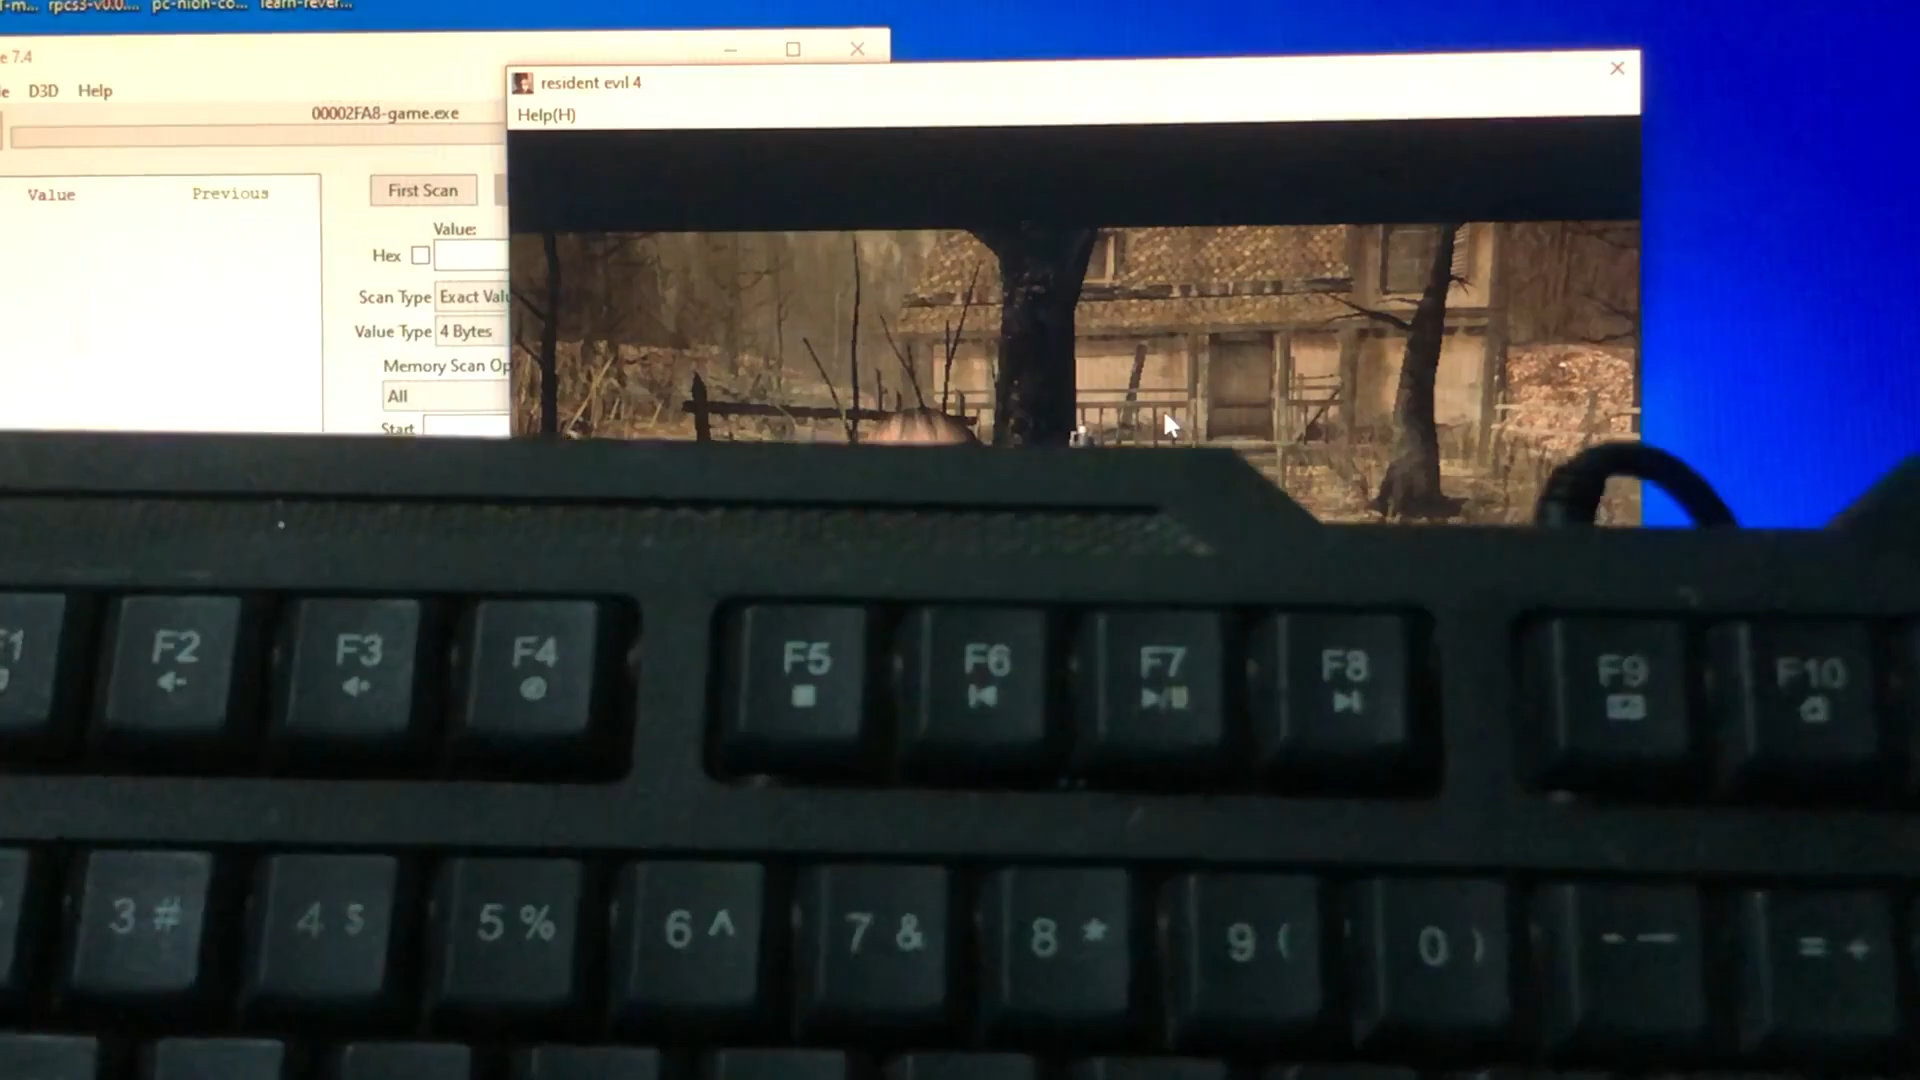 rpcs3-v0.0.... pc-nion-co... learn-rever...
e 7.4
D3D Help
00002FA8-game.exe
resident evil 4
Help(H)
Value Previous
First Scan
Value:
Hex
Scan Type Exact Valu
Value Type 4 Bytes
Memory Scan Op
All
Start
F1 F2 F3 F4 F5 F6 F7 F8 F9 F10
3 # 4 $ 5 % 6 ^ 7 & 8 * 9 ( 0 ) - — = +